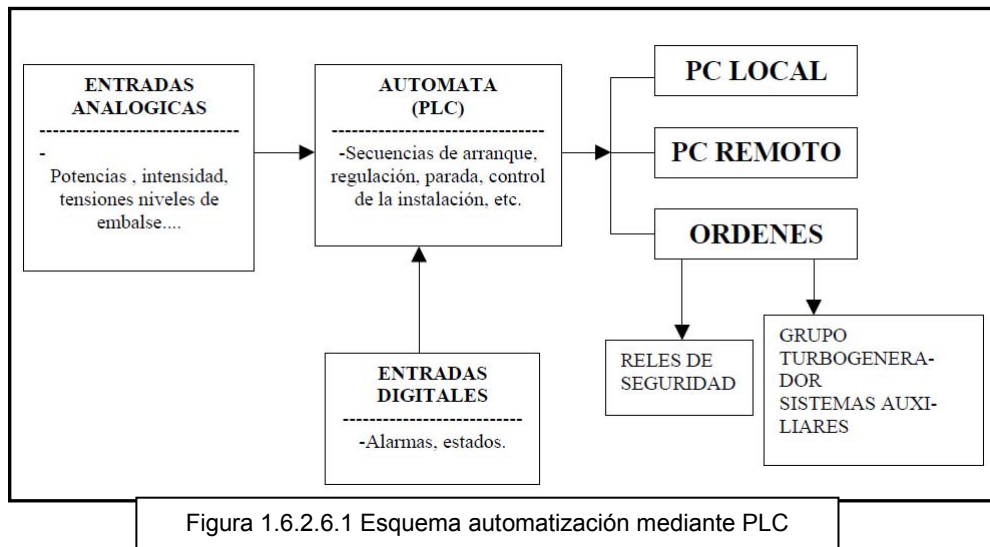 ENTRADAS
ANALOGICAS
------------------------------
-
Potencias , intensidad,
tensiones niveles de
embalse....
AUTOMATA
(PLC)
--------------------------------
-Secuencias de arranque,
regulación, parada, control
de la instalación, etc.
PC LOCAL
PC REMOTO
ORDENES
ENTRADAS
DIGITALES
---------------------------
-Alarmas, estados.
RELES DE
SEGURIDAD
GRUPO
TURBOGENERA-
DOR
SISTEMAS AUXI-
LIARES
Figura 1.6.2.6.1 Esquema automatización mediante PLC